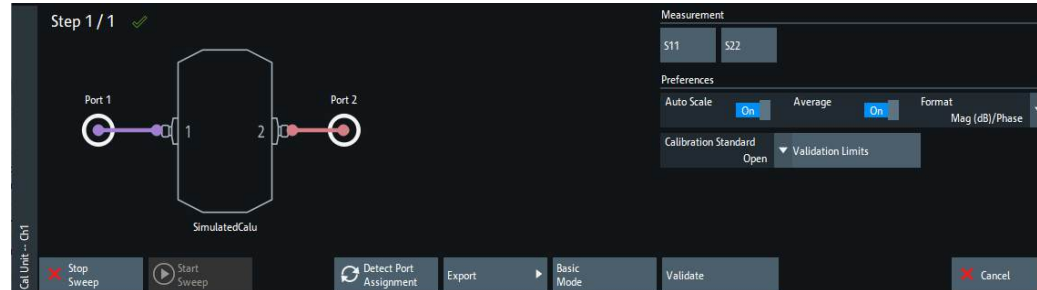 Step 1 / 1
Port 1
Port 2
1
2
SimulatedCalu
Cal Unit -- Ch1
Measurement
S11
S22
Preferences
Auto Scale
On
Average
On
Format
Mag (dB)/Phase
Calibration Standard
Open
Validation Limits
Stop
Sweep
Start
Sweep
Detect Port
Assignment
Export
Basic
Mode
Validate
Cancel